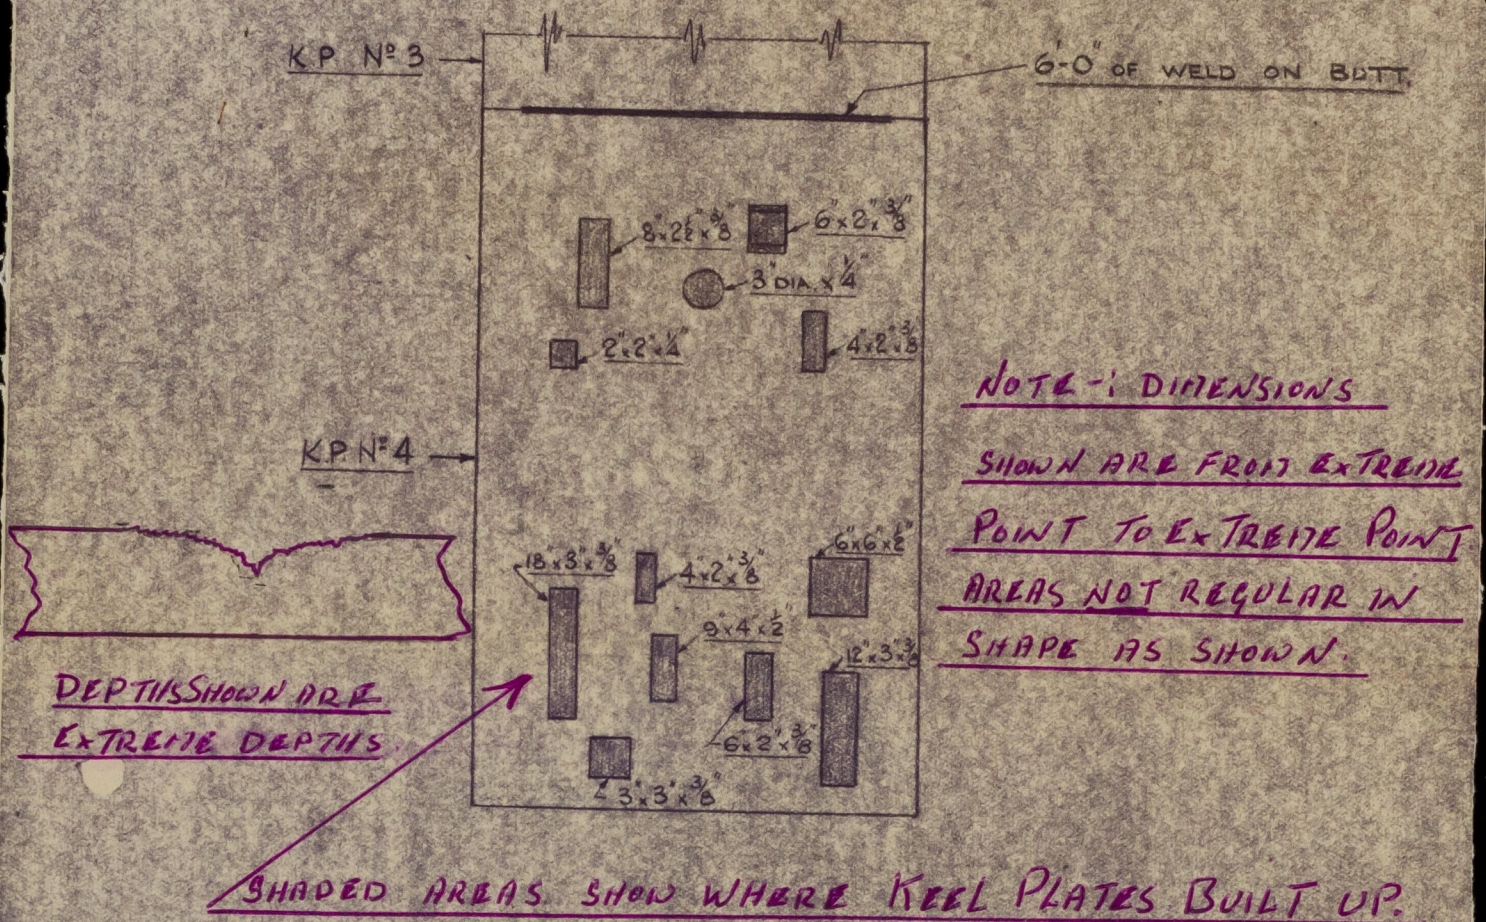 K.P. Nº 3
6'-0" OF WELD ON BUTT.
8" x 2½" x 3/8"
6" x 2" x 3/8"
3" DIA. x ¼"
2" x 2" x ¼"
4" x 2" x 3/8"
NOTE -: DIMENSIONS
SHOWN ARE FROM EXTREME
POINT TO EXTREME POINT
AREAS NOT REGULAR IN
SHAPE AS SHOWN.
K.P. Nº 4
18" x 3" x 3/8"
4" x 2" x 3/8"
6" x 6" x ½"
9" x 4" x ½"
12" x 3" x 3/8
6" x 2" x 3/8"
3" x 3" x 3/8"
DEPTHS SHOWN ARE
EXTREME DEPTHS.
SHADED AREAS SHOW WHERE KEEL PLATES BUILT UP.